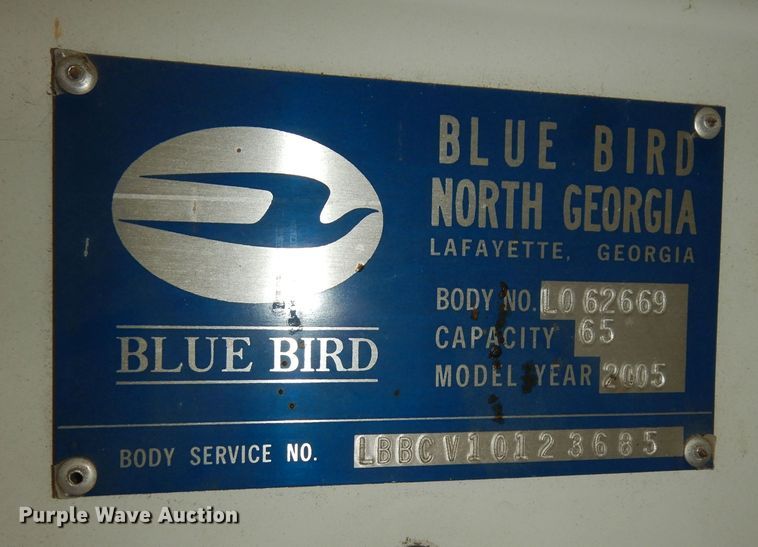 BLUE BIRD
NORTH GEORGIA
LAFAYETTE, GEORGIA
BODY NO. LO 62669
CAPACITY 65
MODEL YEAR 2005
BLUE BIRD
BODY SERVICE NO. LBBCV10123685
Purple Wave Auction